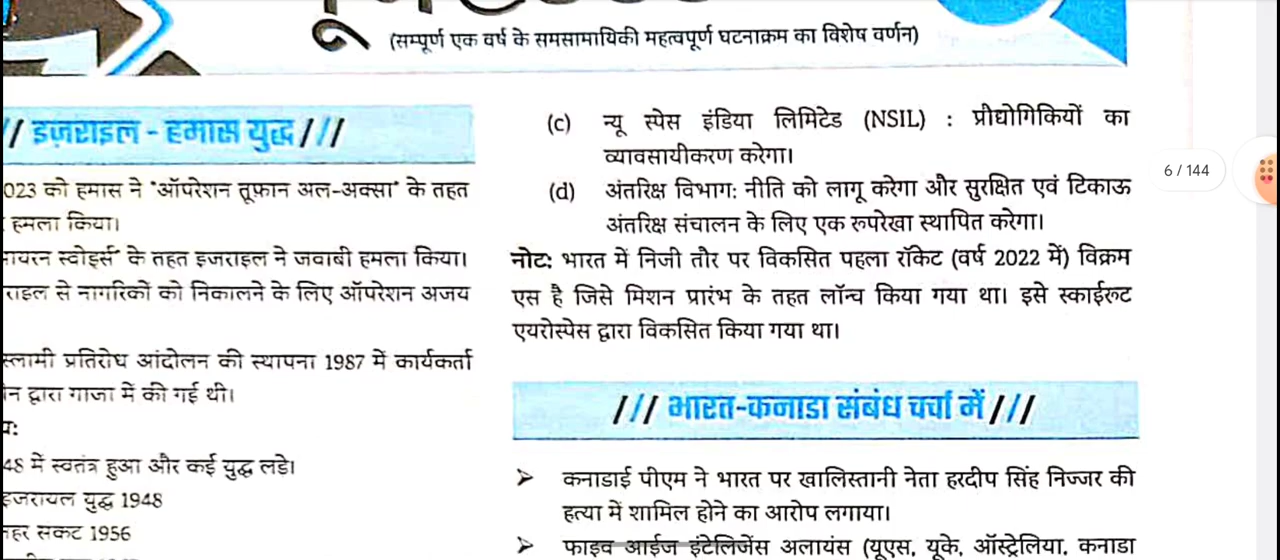 (सम्पूर्ण एक वर्ष के समसामायिकी महत्वपूर्ण घटनाक्रम का विशेष वर्णन)
// इज़राइल - हमास युद्ध ///
023 को हमास ने "ऑपरेशन तूफ़ान अल-अक्सा" के तहत
हमला किया।
यरन स्वोर्ड्स" के तहत इजराइल ने जवाबी हमला किया।
राइल से नागरिकों को निकालने के लिए ऑपरेशन अजय
स्लामी प्रतिरोध आंदोलन की स्थापना 1987 में कार्यकर्ता
न द्वारा गाजा में की गई थी।
48 में स्वतंत्र हुआ और कई युद्ध लड़े।
इजरायल युद्ध 1948
नहर सकट 1956
(c) न्यू स्पेस इंडिया लिमिटेड (NSIL) : प्रौद्योगिकियों का
व्यावसायीकरण करेगा।
(d) अंतरिक्ष विभाग: नीति को लागू करेगा और सुरक्षित एवं टिकाऊ
अंतरिक्ष संचालन के लिए एक रुपरेखा स्थापित करेगा।
नोट: भारत में निजी तौर पर विकसित पहला रॉकेट (वर्ष 2022 में) विक्रम
एस है जिसे मिशन प्रारंभ के तहत लॉन्च किया गया था। इसे स्काईरूट
एयरोस्पेस द्वारा विकसित किया गया था।
/// भारत-कनाडा संबंध चर्चा में ///
➢ कनाडाई पीएम ने भारत पर खालिस्तानी नेता हरदीप सिंह निज्जर की
हत्या में शामिल होने का आरोप लगाया।
➢ फाइव आईज इंटेलिजेंस अलायंस (यूएस, यूके, ऑस्ट्रेलिया, कनाडा
6 / 144